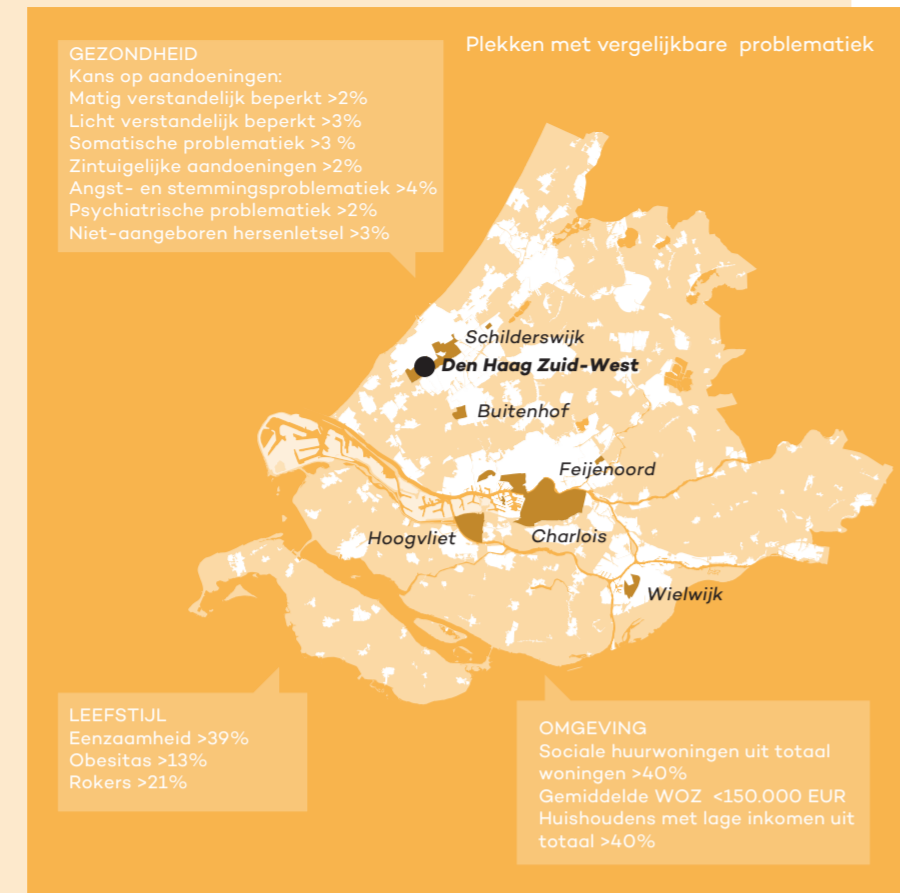 Plekken met vergelijkbare problematiek
GEZONDHEID
Kans op aandoeningen:
Matig verstandelijk beperkt >2%
Licht verstandelijk beperkt >3%
Somatische problematiek >3 %
Zintuigelijke aandoeningen >2%
Angst- en stemmingsproblematiek >4%
Psychiatrische problematiek >2%
Niet-aangeboren hersenletsel >3%
Schilderswijk
Den Haag Zuid-West
Buitenhof
Feijenoord
Hoogvliet
Charlois
Wielwijk
LEEFSTIJL
Eenzaamheid >39%
Obesitas >13%
Rokers >21%
OMGEVING
Sociale huurwoningen uit totaal
woningen >40%
Gemiddelde WOZ <150.000 EUR
Huishoudens met lage inkomen uit
totaal >40%